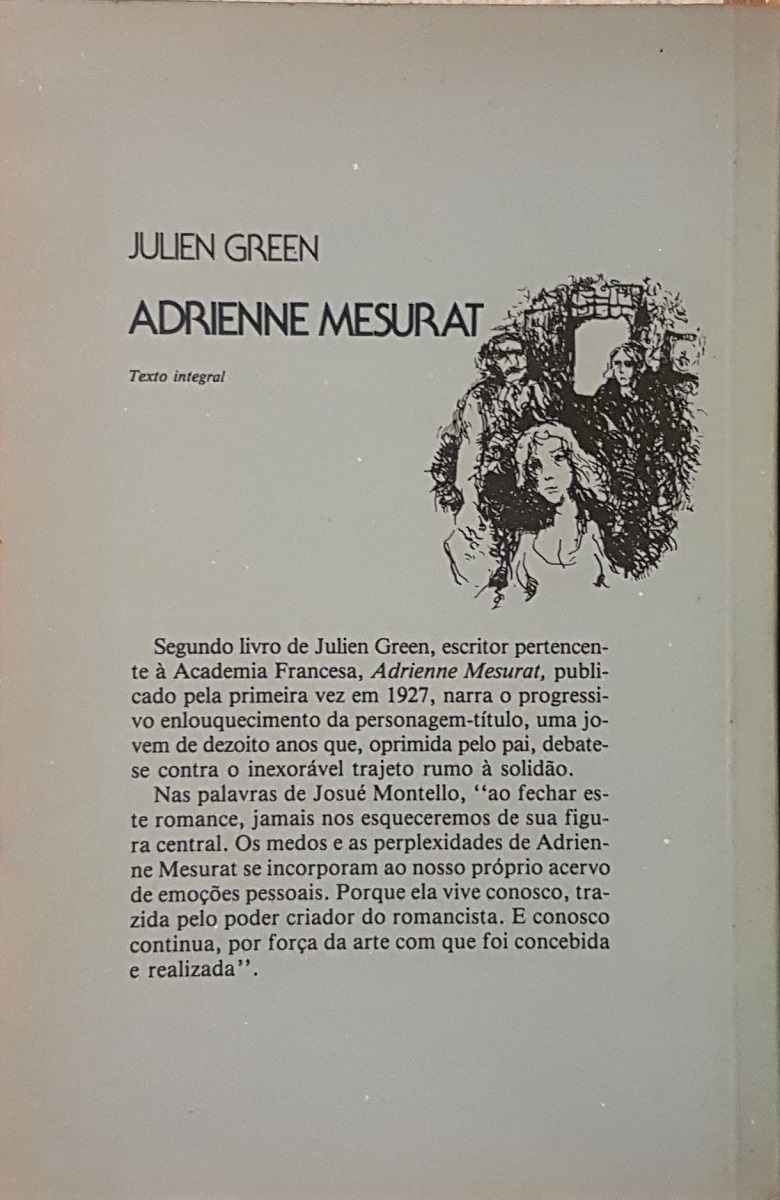 JULIEN GREEN
ADRIENNE MESURAT
Texto integral
Segundo livro de Julien Green, escritor pertencen-
te à Academia Francesa, Adrienne Mesurat, publi-
cado pela primeira vez em 1927, narra o progressi-
vo enlouquecimento da personagem-título, uma jo-
vem de dezoito anos que, oprimida pelo pai, debate-
se contra o inexorável trajeto rumo à solidão.
Nas palavras de Josué Montello, “ao fechar es-
te romance, jamais nos esqueceremos de sua figu-
ra central. Os medos e as perplexidades de Adrien-
ne Mesurat se incorporam ao nosso próprio acervo
de emoções pessoais. Porque ela vive conosco, tra-
zida pelo poder criador do romancista. E conosco
continua, por força da arte com que foi concebida
e realizada”.